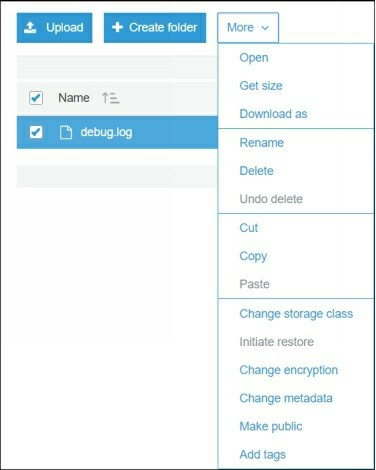 Upload
Create folder
More
Open
Get size
Name
Download as
debug.log
Rename
Delete
Undo delete
Cut
Copy
Paste
Change storage class
Initiate restore
Change encryption
Change metadata
Make public
Add tags